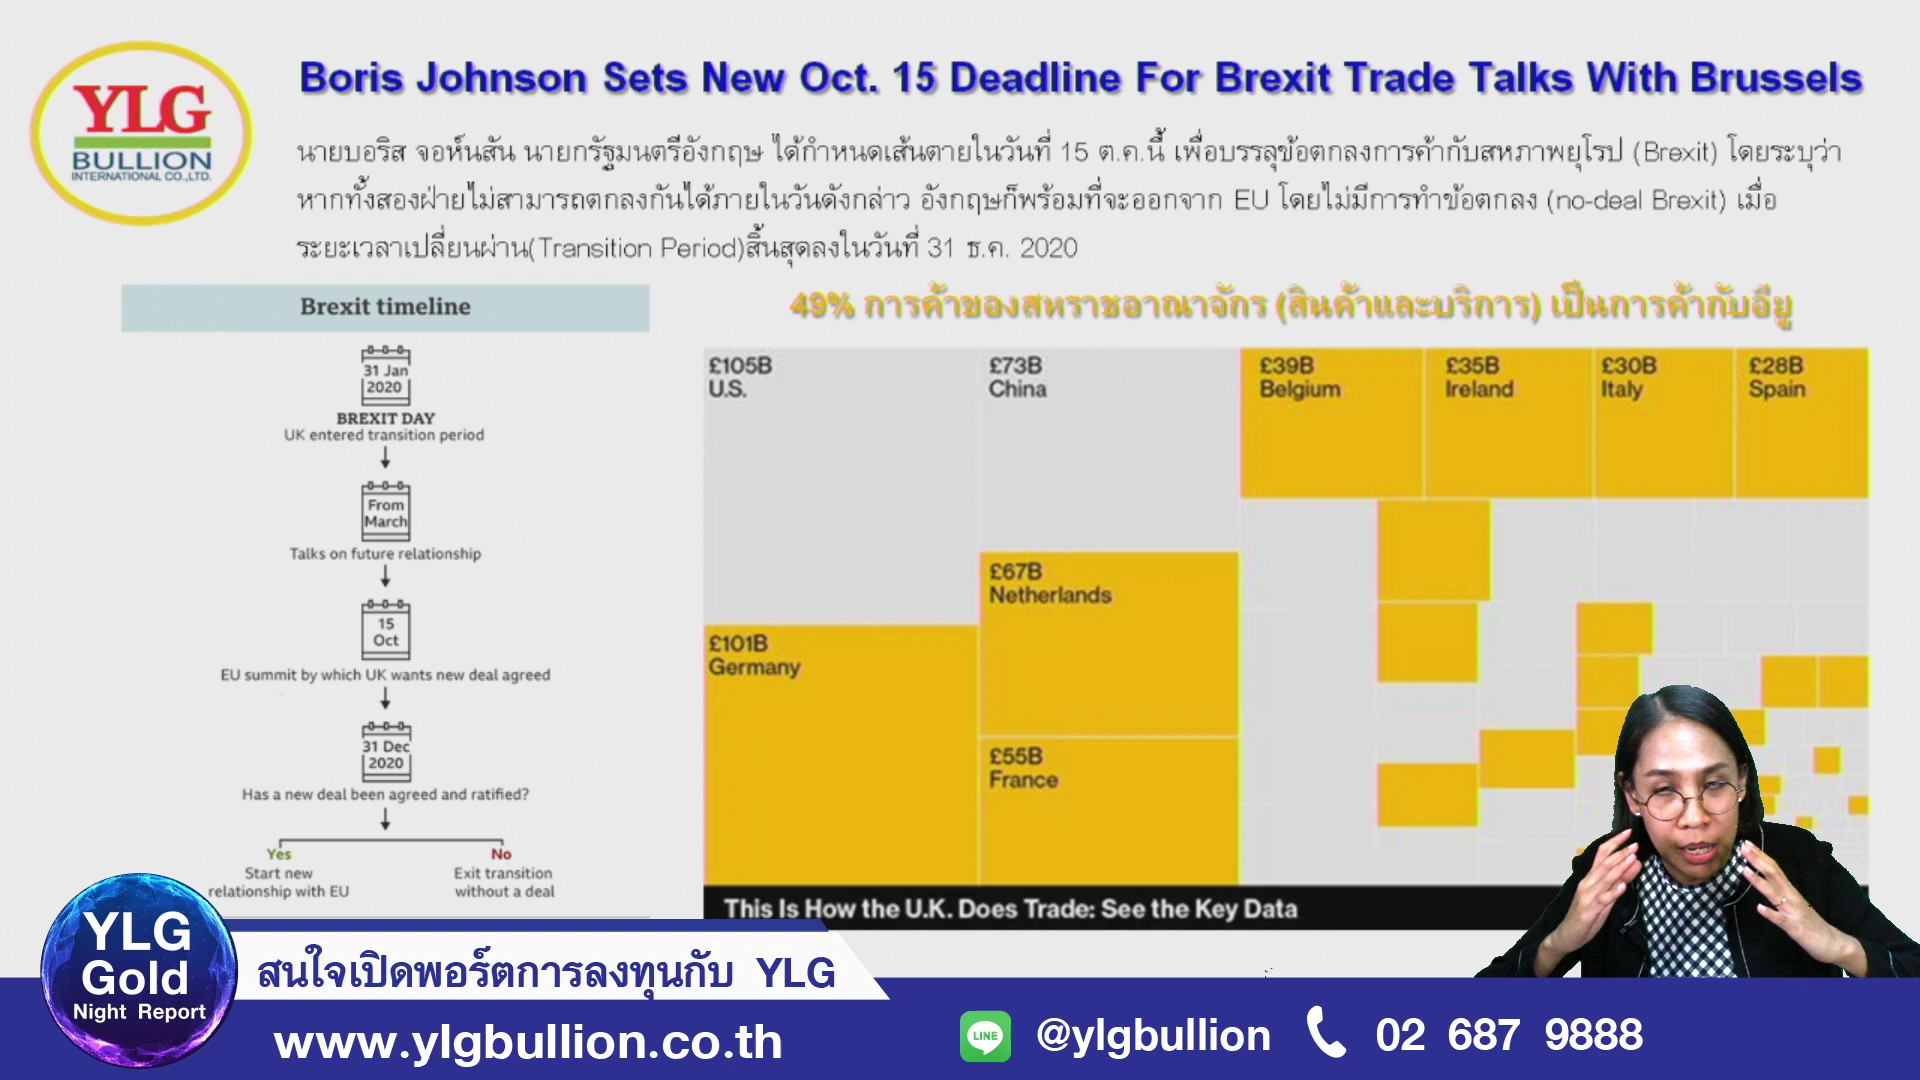 YLG
BULLION
INTERNATIONAL CO.,LTD.
Boris Johnson Sets New Oct. 15 Deadline For Brexit Trade Talks With Brussels
นายบอริส จอห์นสัน นายกรัฐมนตรีอังกฤษ ได้กำหนดเส้นตายในวันที่ 15 ต.ค.นี้ เพื่อบรรลุข้อตกลงการค้ากับสหภาพยุโรป (Brexit) โดยระบุว่า
หากทั้งสองฝ่ายไม่สามารถตกลงกันได้ภายในวันดังกล่าว อังกฤษก็พร้อมที่จะออกจาก EU โดยไม่มีการทำข้อตกลง (no-deal Brexit) เมื่อ
ระยะเวลาเปลี่ยนผ่าน(Transition Period)สิ้นสุดลงในวันที่ 31 ธ.ค. 2020
Brexit timeline
31 Jan
2020
BREXIT DAY
UK entered transition period
From
March
Talks on future relationship
15
Oct
EU summit by which UK wants new deal agreed
31 Dec
2020
Has a new deal been agreed and ratified?
Yes
Start new
relationship with EU
No
Exit transition
without a deal
49% การค้าของสหราชอาณาจักร (สินค้าและบริการ) เป็นการค้ากับอียู
£105B
U.S.
£73B
China
£39B
Belgium
£35B
Ireland
£30B
Italy
£28B
Spain
£67B
Netherlands
£101B
Germany
£55B
France
This Is How the U.K. Does Trade: See the Key Data
YLG
Gold
Night Report
สนใจเปิดพอร์ตการลงทุนกับ YLG
www.ylgbullion.co.th
LINE
@ylgbullion
02 687 9888